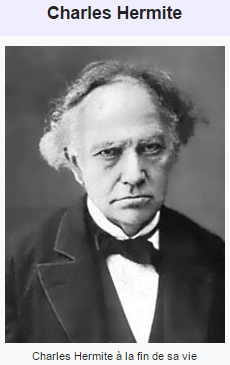 Charles Hermite
Charles Hermite à la fin de sa vie